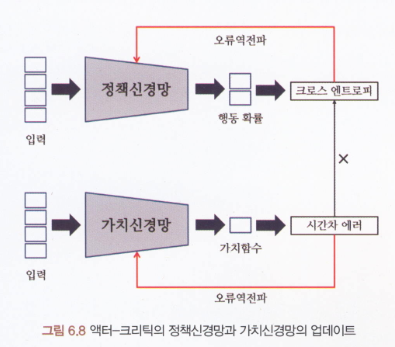 오류역전파
정책신경망
크로스 엔트로피
행동 확률
입력
×
가치신경망
시간차 에러
가치함수
입력
오류역전파
그림 6.8 액터-크리틱의 정책신경망과 가치신경망의 업데이트